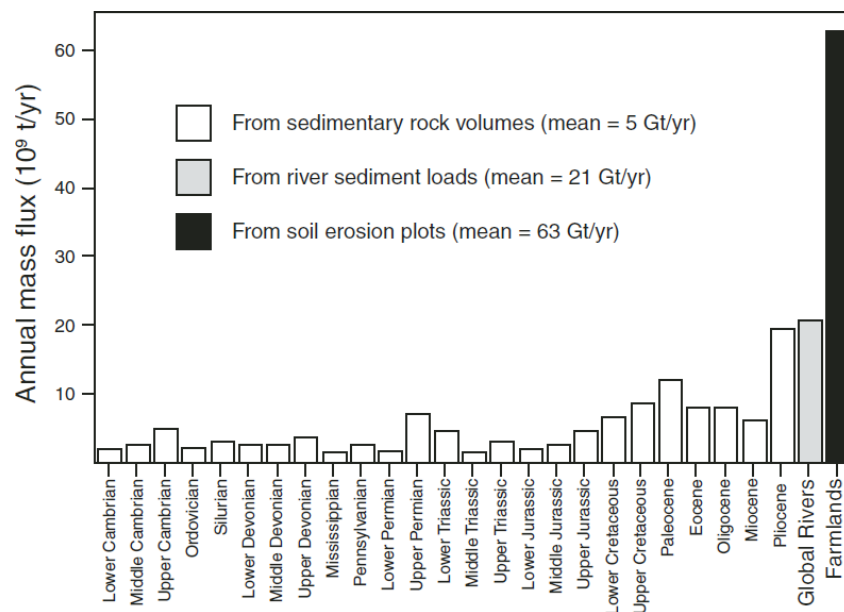 Annual mass flux (10⁹ t/yr)
60
50
40
30
20
10
From sedimentary rock volumes (mean = 5 Gt/yr)
From river sediment loads (mean = 21 Gt/yr)
From soil erosion plots (mean = 63 Gt/yr)
Lower Cambrian
Middle Cambrian
Upper Cambrian
Ordovician
Silurian
Lower Devonian
Middle Devonian
Upper Devonian
Mississippian
Pennsylvanian
Lower Permian
Upper Permian
Lower Triassic
Middle Triassic
Upper Triassic
Lower Jurassic
Middle Jurassic
Upper Jurassic
Lower Cretaceous
Upper Cretaceous
Paleocene
Eocene
Oligocene
Miocene
Pliocene
Global Rivers
Farmlands